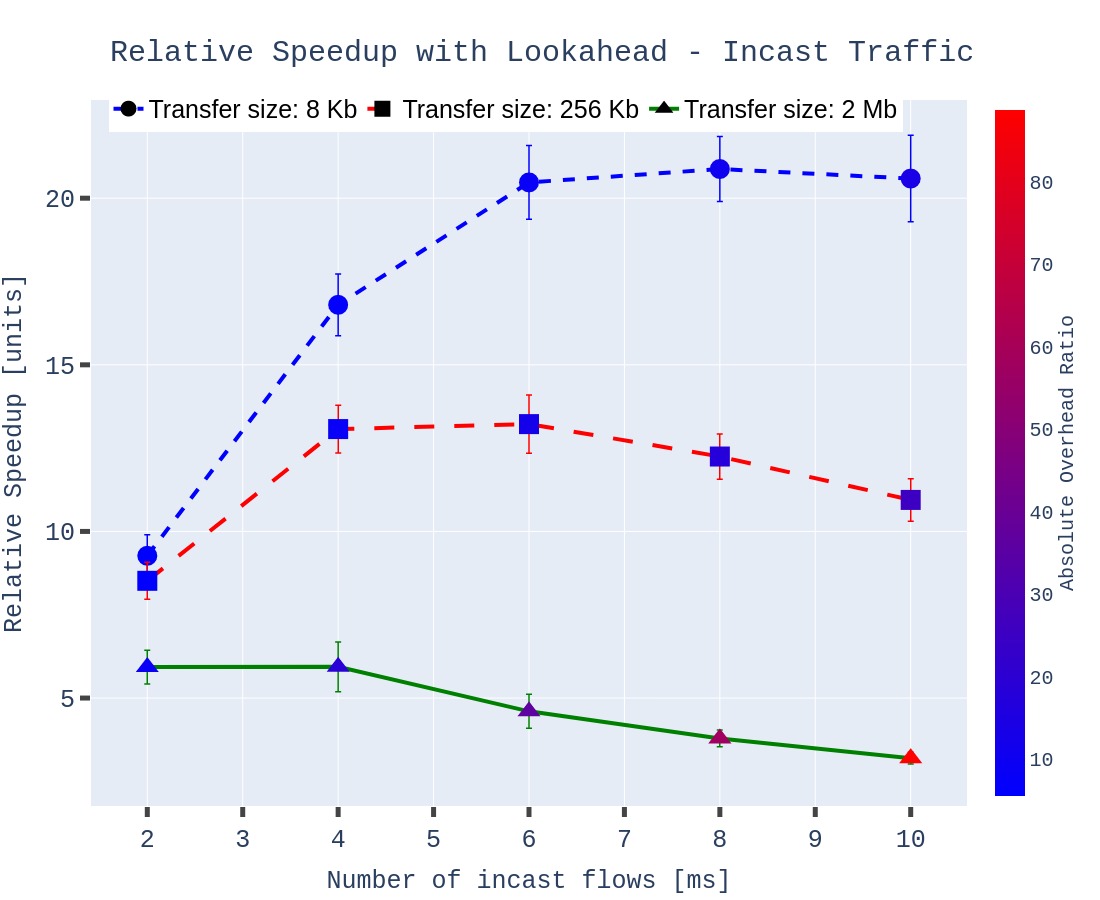 Relative Speedup with Lookahead - Incast Traffic
Transfer size: 8 Kb Transfer size: 256 Kb Transfer size: 2 Mb
Relative Speedup [units]
20
15
10
5
2 3 4 5 6 7 8 9 10
Number of incast flows [ms]
80
70
60
50
40
30
20
10
Absolute Overhead Ratio